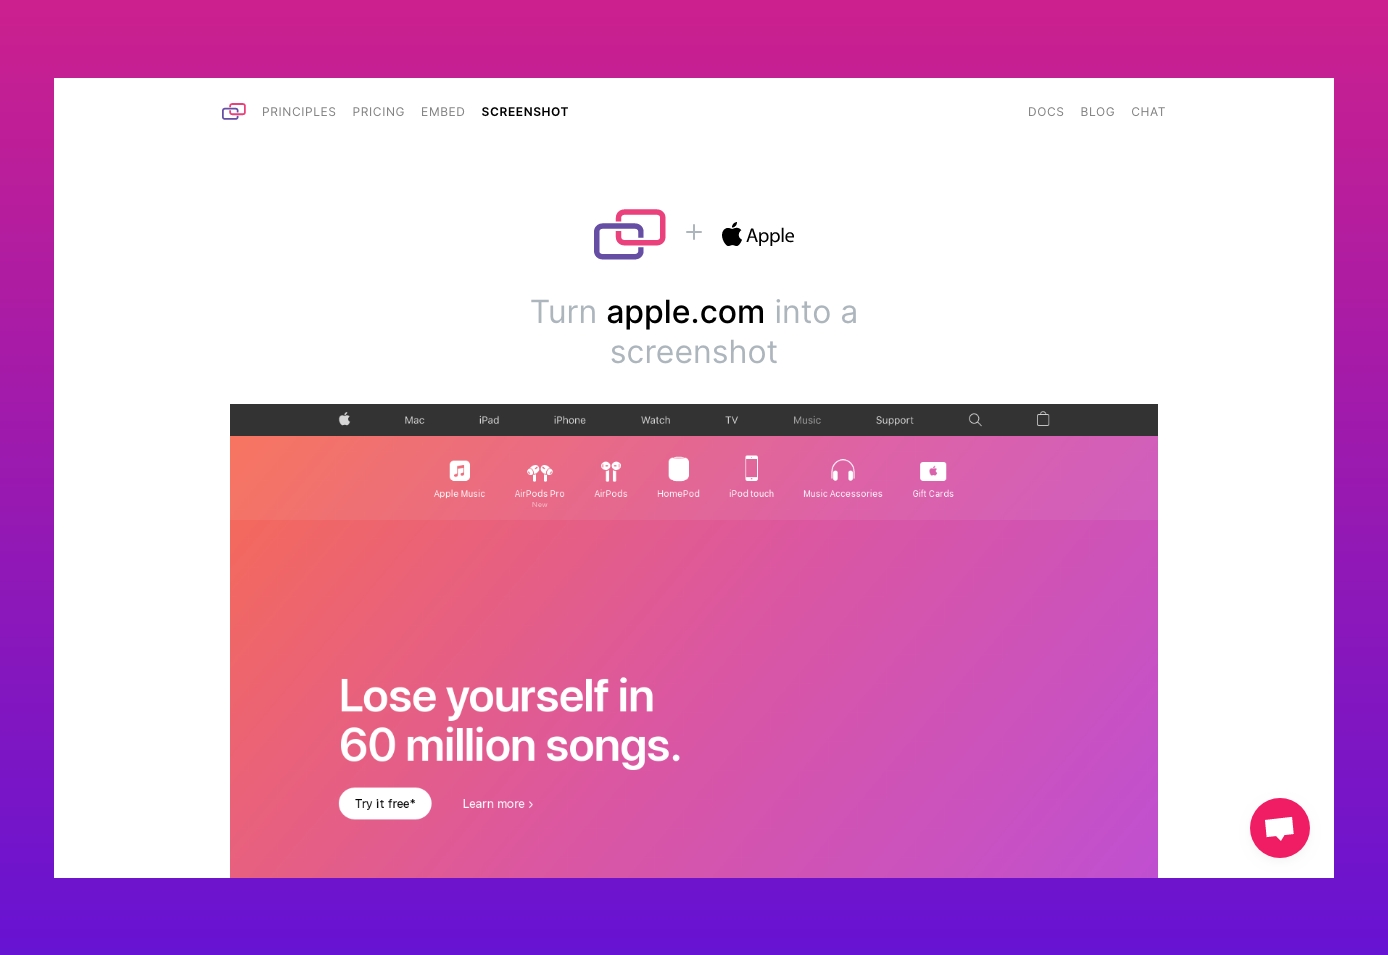 PRINCIPLES PRICING EMBED SCREENSHOT DOCS BLOG CHAT
+ Apple
Turn apple.com into a
screenshot
Mac iPad iPhone Watch TV Music Support
Apple Music AirPods Pro AirPods HomePod iPod touch Music Accessories Gift Cards
New
Lose yourself in
60 million songs.
Try it free* Learn more ›